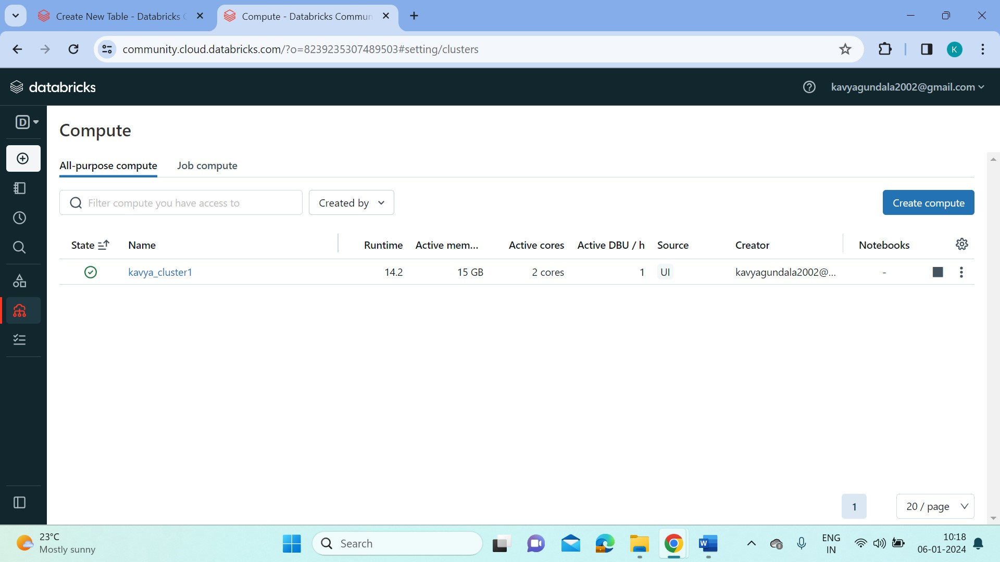 Create New Table - Databricks C
Compute - Databricks Commun
community.cloud.databricks.com/?o=8239235307489503#setting/clusters
K
databricks
kavyagundala2002@gmail.com
D
Compute
All-purpose compute Job compute
Filter compute you have access to
Created by
Create compute
State Name Runtime Active mem... Active cores Active DBU / h Source Creator Notebooks
kavya_cluster1 14.2 15 GB 2 cores 1 UI kavyagundala2002@... -
1
20 / page
23°C
Mostly sunny
Search
W
ENG
IN
10:18
06-01-2024